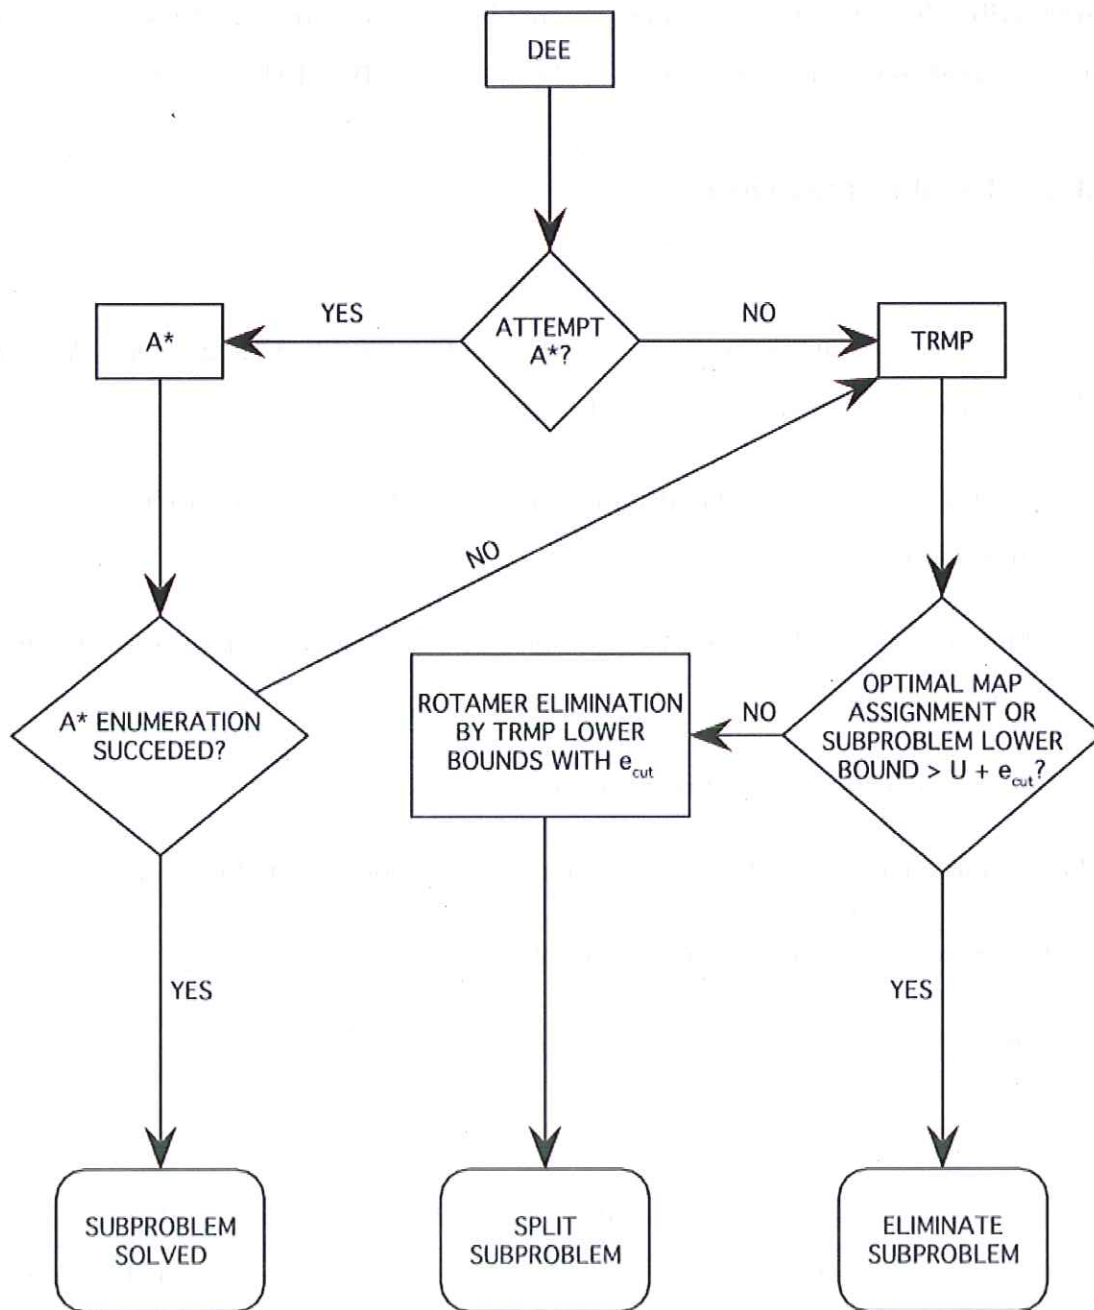 DEE
YES
ATTEMPT
A*?
NO
A*
TRMP
NO
A* ENUMERATION
SUCCEDED?
ROTAMER ELIMINATION
BY TRMP LOWER
BOUNDS WITH e_cut
NO
OPTIMAL MAP
ASSIGNMENT OR
SUBPROBLEM LOWER
BOUND > U + e_cut?
YES
YES
SUBPROBLEM
SOLVED
SPLIT
SUBPROBLEM
ELIMINATE
SUBPROBLEM